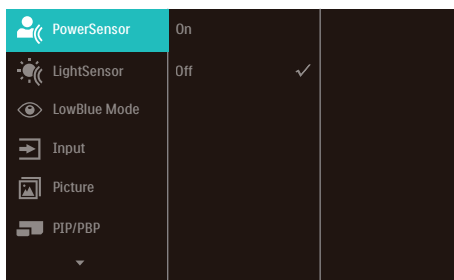 PowerSensor
On
LightSensor
Off
LowBlue Mode
Input
Picture
PIP/PBP